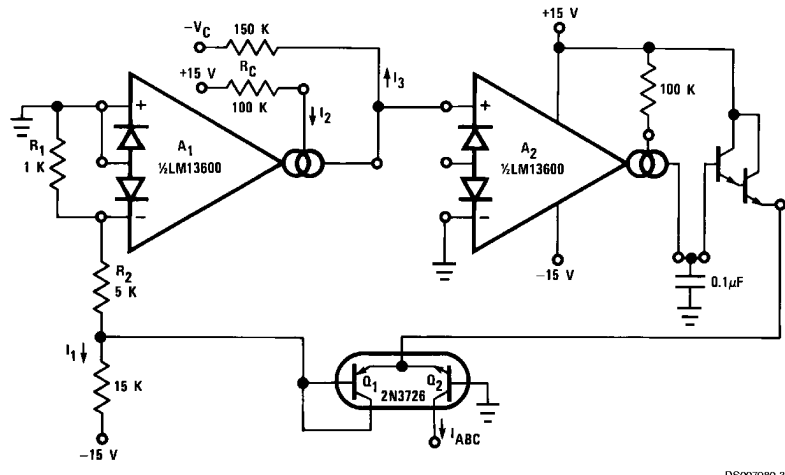 −VC
150 K
+15 V
RC
100 K
I2
I3
+15 V
100 K
+
A1
½LM13600
−
R1
1 K
+
A2
½LM13600
−
−15 V
0.1µF
R2
5 K
I1
15 K
−15 V
Q1
Q2
2N3726
IABC
DS007980-3